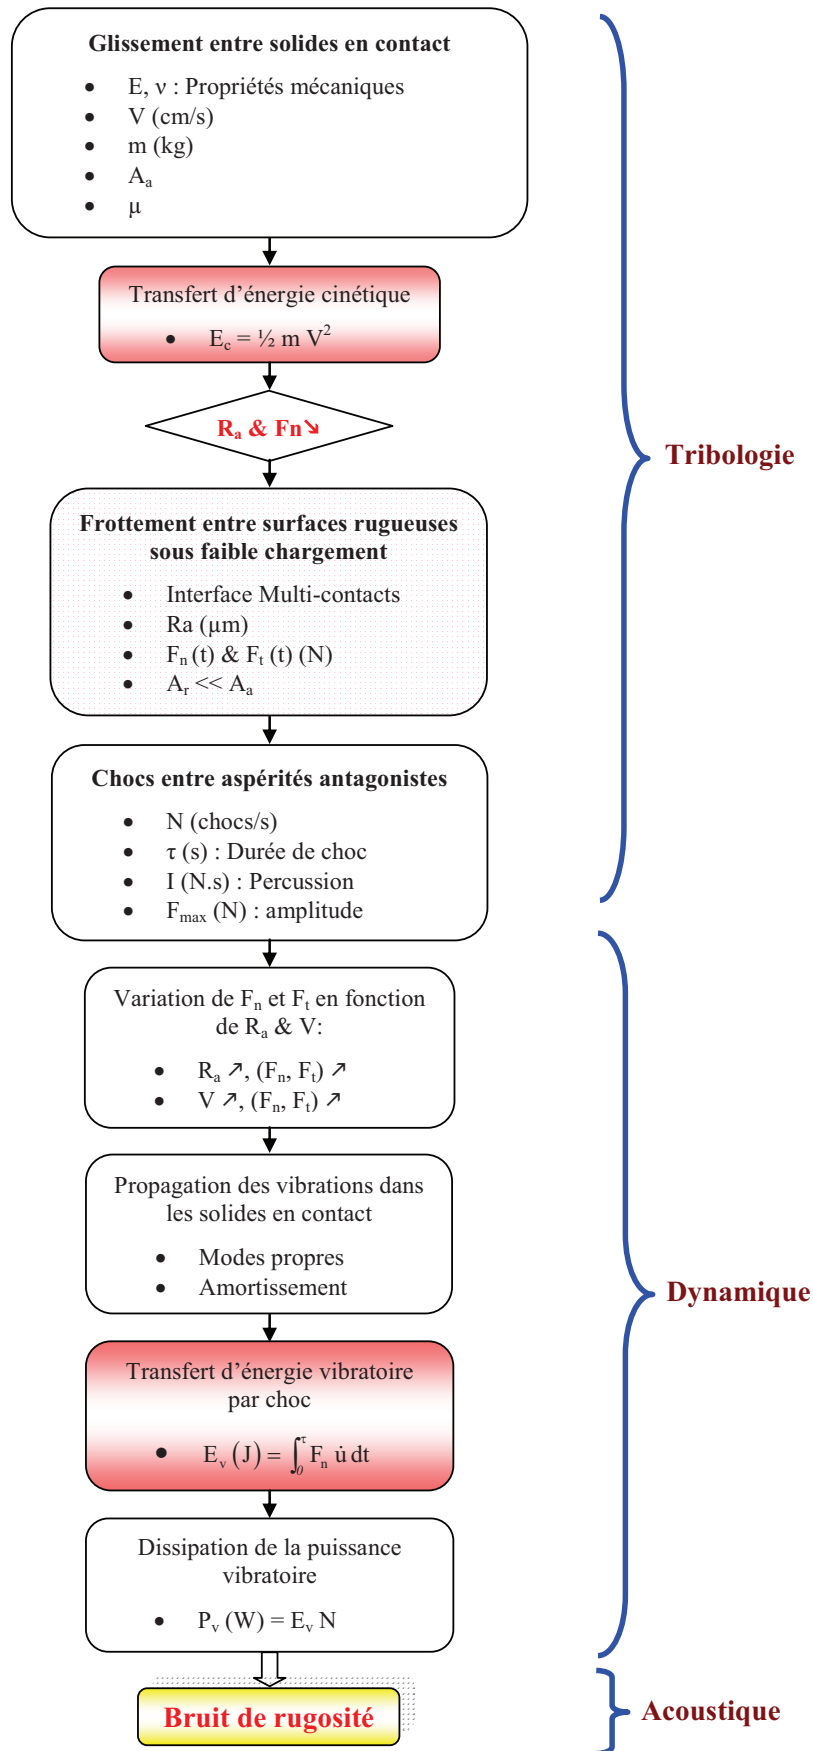 Glissement entre solides en contact
• E, ν : Propriétés mécaniques
• V (cm/s)
• m (kg)
• Aₐ
• µ
Transfert d’énergie cinétique
• E_c = ½ m V²
Rₐ & Fn↘
Frottement entre surfaces rugueuses
sous faible chargement
• Interface Multi-contacts
• Ra (µm)
• Fₙ (t) & Fₜ (t) (N)
• Aᵣ << Aₐ
Tribologie
Chocs entre aspérités antagonistes
• N (chocs/s)
• τ (s) : Durée de choc
• I (N.s) : Percussion
• Fₘₐₓ (N) : amplitude
Variation de Fₙ et Fₜ en fonction
de Rₐ & V:
• Rₐ ↗, (Fₙ, Fₜ) ↗
• V ↗, (Fₙ, Fₜ) ↗
Propagation des vibrations dans
les solides en contact
• Modes propres
• Amortissement
Dynamique
Transfert d’énergie vibratoire
par choc
• Eᵥ (J) = ∫₀^τ Fₙ u̇ dt
Dissipation de la puissance
vibratoire
• Pᵥ (W) = Eᵥ N
Bruit de rugosité
Acoustique